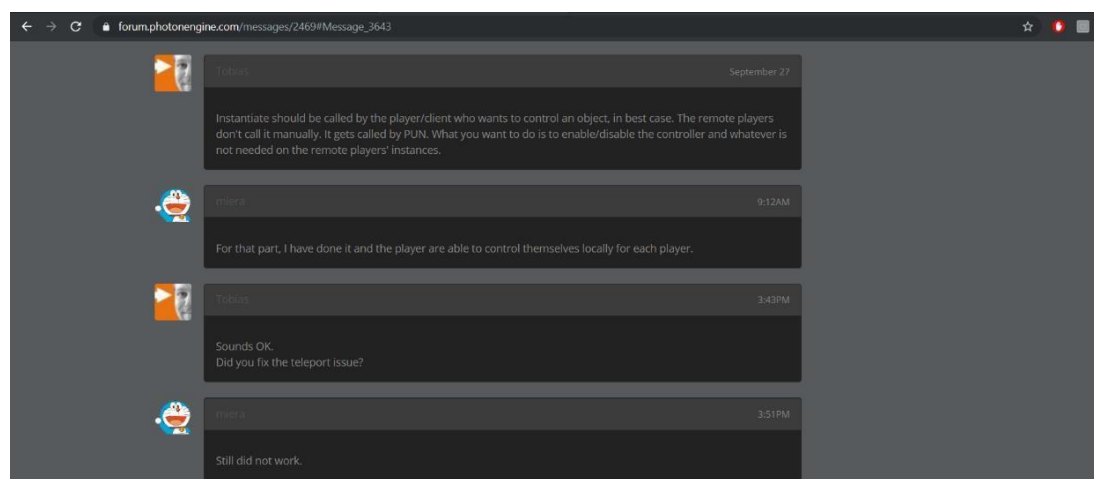 forum.photonengine.com/messages/2469#Message_3643
Tobias
September 27
Instantiate should be called by the player/client who wants to control an object, in best case. The remote players
don't call it manually. It gets called by PUN. What you want to do is to enable/disable the controller and whatever is
not needed on the remote players' instances.
miera
9:12AM
For that part, I have done it and the player are able to control themselves locally for each player.
Tobias
3:43PM
Sounds OK.
Did you fix the teleport issue?
miera
3:51PM
Still did not work.